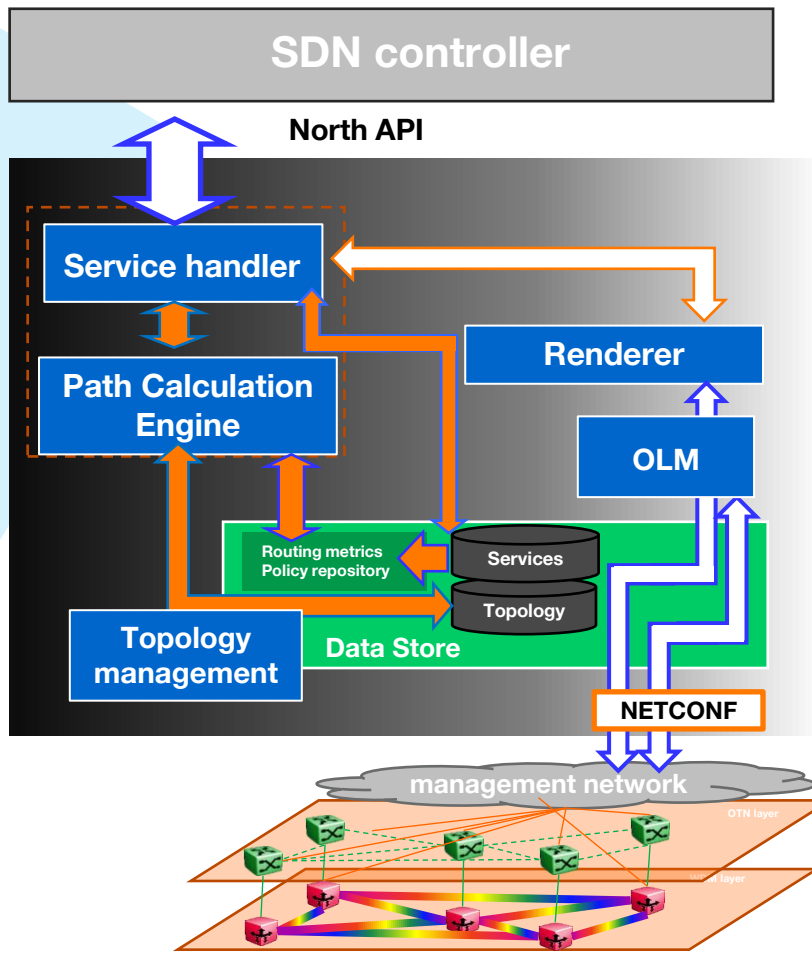 SDN controller
North API
Service handler
Renderer
Path Calculation
Engine
OLM
Routing metrics
Policy repository
Services
Topology
Topology
management
Data Store
NETCONF
management network
OTN layer
layer